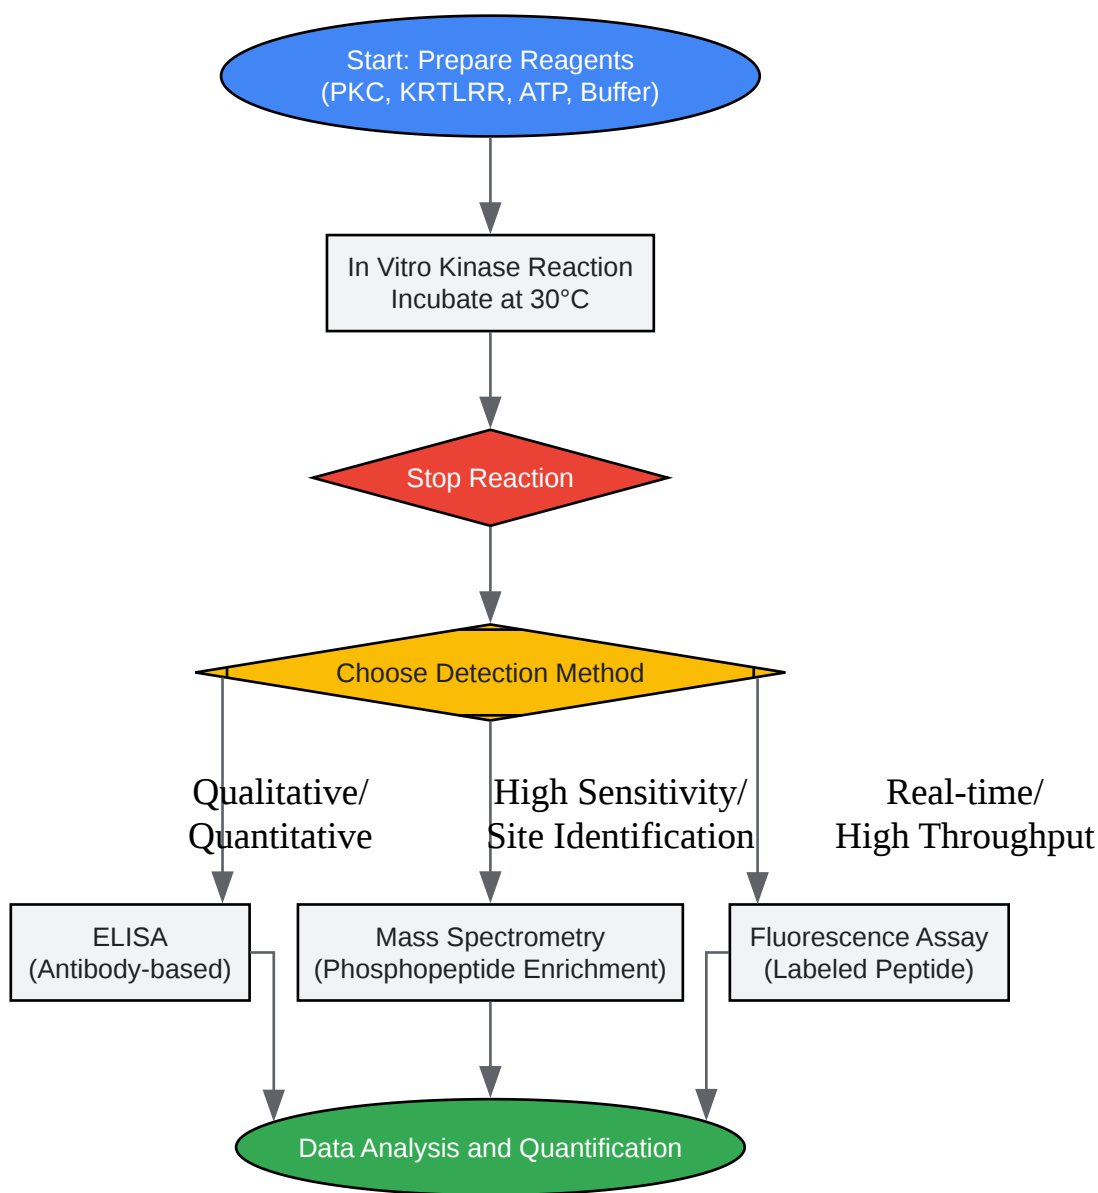 Start: Prepare Reagents
(PKC, KRTLRR, ATP, Buffer)
In Vitro Kinase Reaction
Incubate at 30°C
Stop Reaction
Choose Detection Method
Qualitative/
Quantitative
High Sensitivity/
Site Identification
Real-time/
High Throughput
ELISA
(Antibody-based)
Mass Spectrometry
(Phosphopeptide Enrichment)
Fluorescence Assay
(Labeled Peptide)
Data Analysis and Quantification